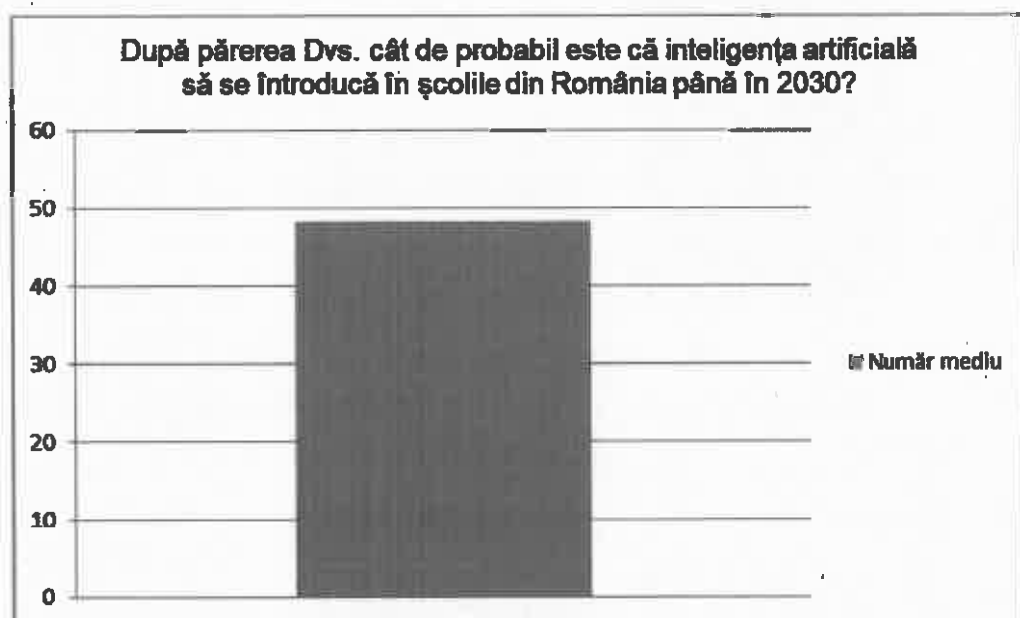 După părerea Dvs. cât de probabil este că inteligența artificială
să se întroducă în școlile din România până în 2030?
60
50
40
30
20
10
0
Număr mediu